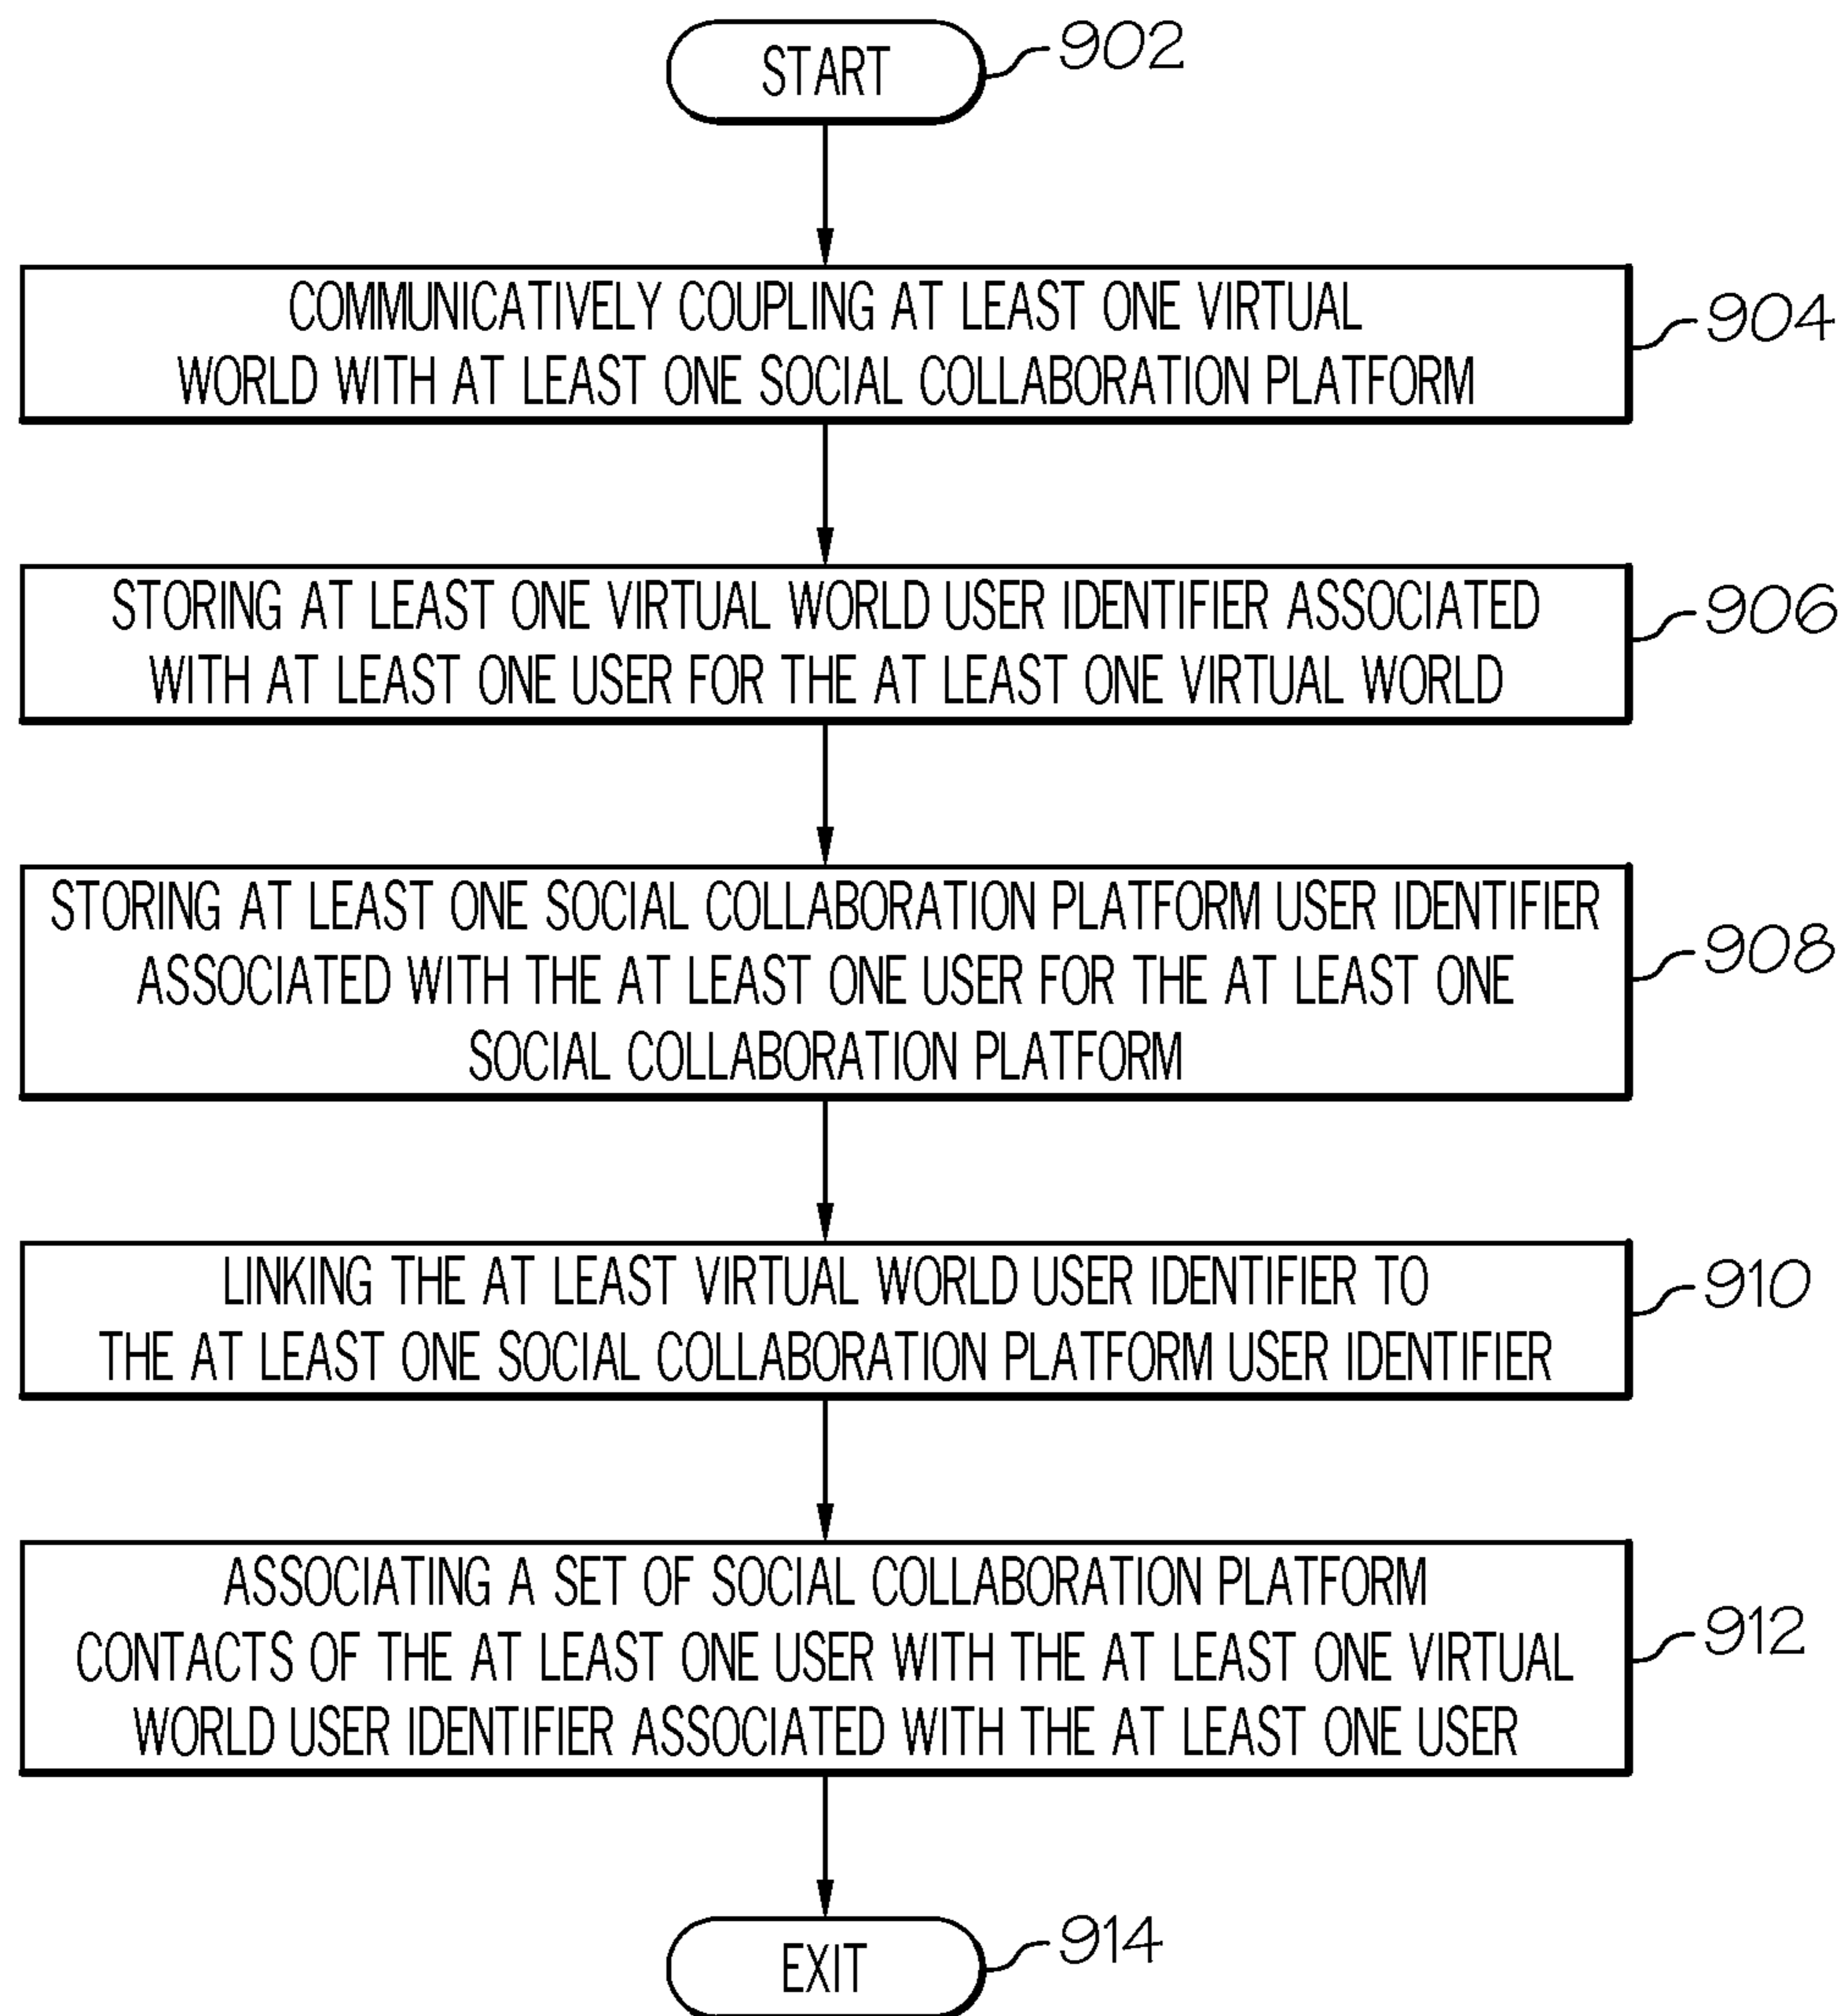 START
902
COMMUNICATIVELY COUPLING AT LEAST ONE VIRTUAL
WORLD WITH AT LEAST ONE SOCIAL COLLABORATION PLATFORM
904
STORING AT LEAST ONE VIRTUAL WORLD USER IDENTIFIER ASSOCIATED
WITH AT LEAST ONE USER FOR THE AT LEAST ONE VIRTUAL WORLD
906
STORING AT LEAST ONE SOCIAL COLLABORATION PLATFORM USER IDENTIFIER
ASSOCIATED WITH THE AT LEAST ONE USER FOR THE AT LEAST ONE
SOCIAL COLLABORATION PLATFORM
908
LINKING THE AT LEAST VIRTUAL WORLD USER IDENTIFIER TO
THE AT LEAST ONE SOCIAL COLLABORATION PLATFORM USER IDENTIFIER
910
ASSOCIATING A SET OF SOCIAL COLLABORATION PLATFORM
CONTACTS OF THE AT LEAST ONE USER WITH THE AT LEAST ONE VIRTUAL
WORLD USER IDENTIFIER ASSOCIATED WITH THE AT LEAST ONE USER
912
EXIT
914